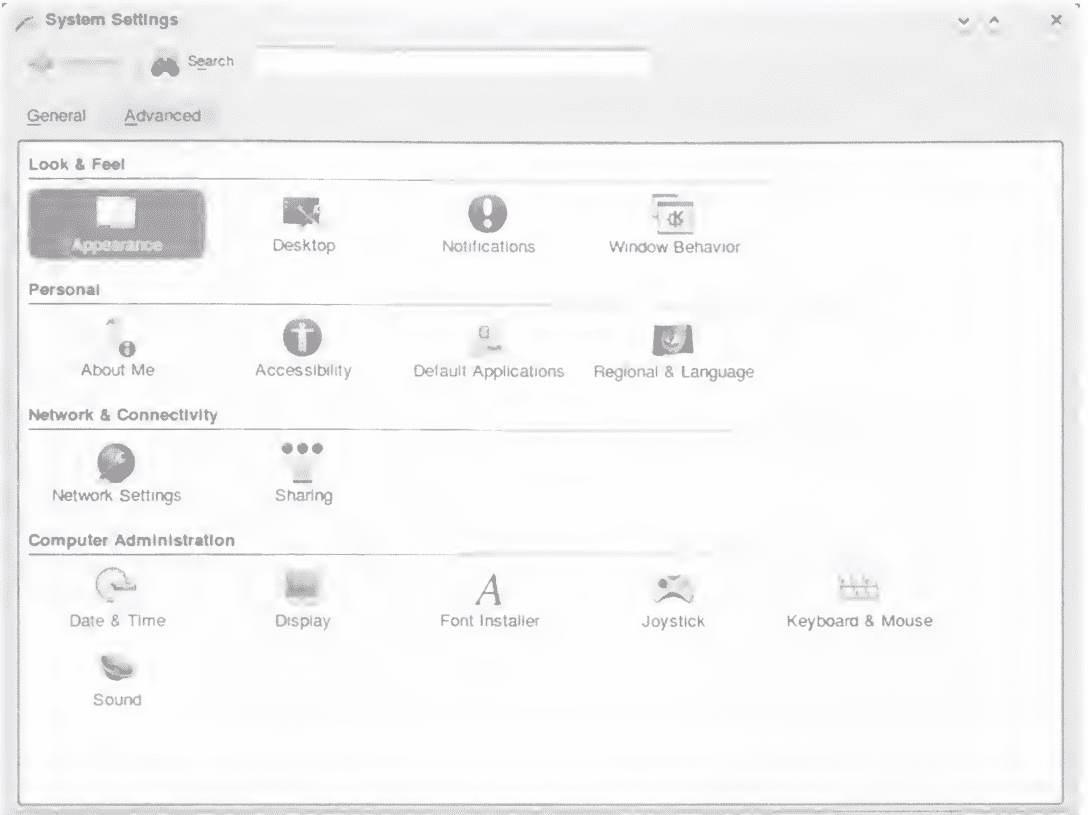 System Settings
Search
General Advanced
Look & Feel
Appearance Desktop Notifications Window Behavior
Personal
About Me Accessibility Default Applications Regional & Language
Network & Connectivity
Network Settings Sharing
Computer Administration
Date & Time Display Font Installer Joystick Keyboard & Mouse
Sound